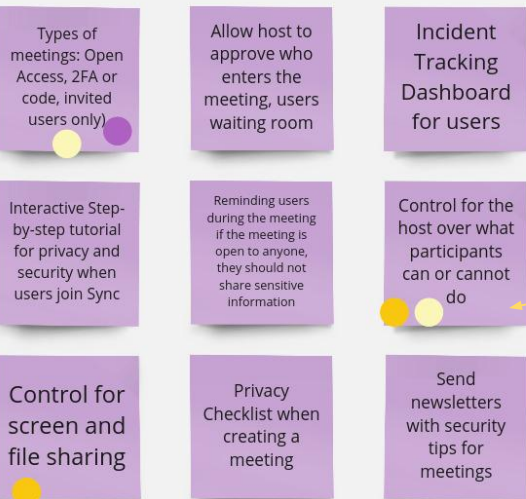 Types of
meetings: Open
Access, 2FA or
code, invited
users only)
Allow host to
approve who
enters the
meeting, users
waiting room
Incident
Tracking
Dashboard
for users
Interactive Step-
by-step tutorial
for privacy and
security when
users join Sync
Reminding users
during the meeting
if the meeting is
open to anyone,
they should not
share sensitive
information
Control for the
host over what
participants
can or cannot
do
Control for
screen and
file sharing
Privacy
Checklist when
creating a
meeting
Send
newsletters
with security
tips for
meetings